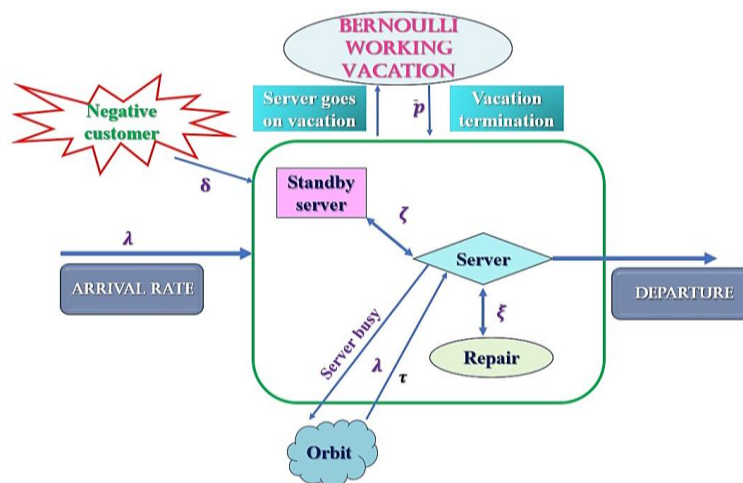 BERNOULLI
WORKING
VACATION
Negative
customer
Server goes
on vacation
p̄
Vacation
termination
δ
Standby
server
ζ
λ
Server
ARRIVAL RATE
DEPARTURE
ξ
Server busy
Repair
λ
τ
Orbit